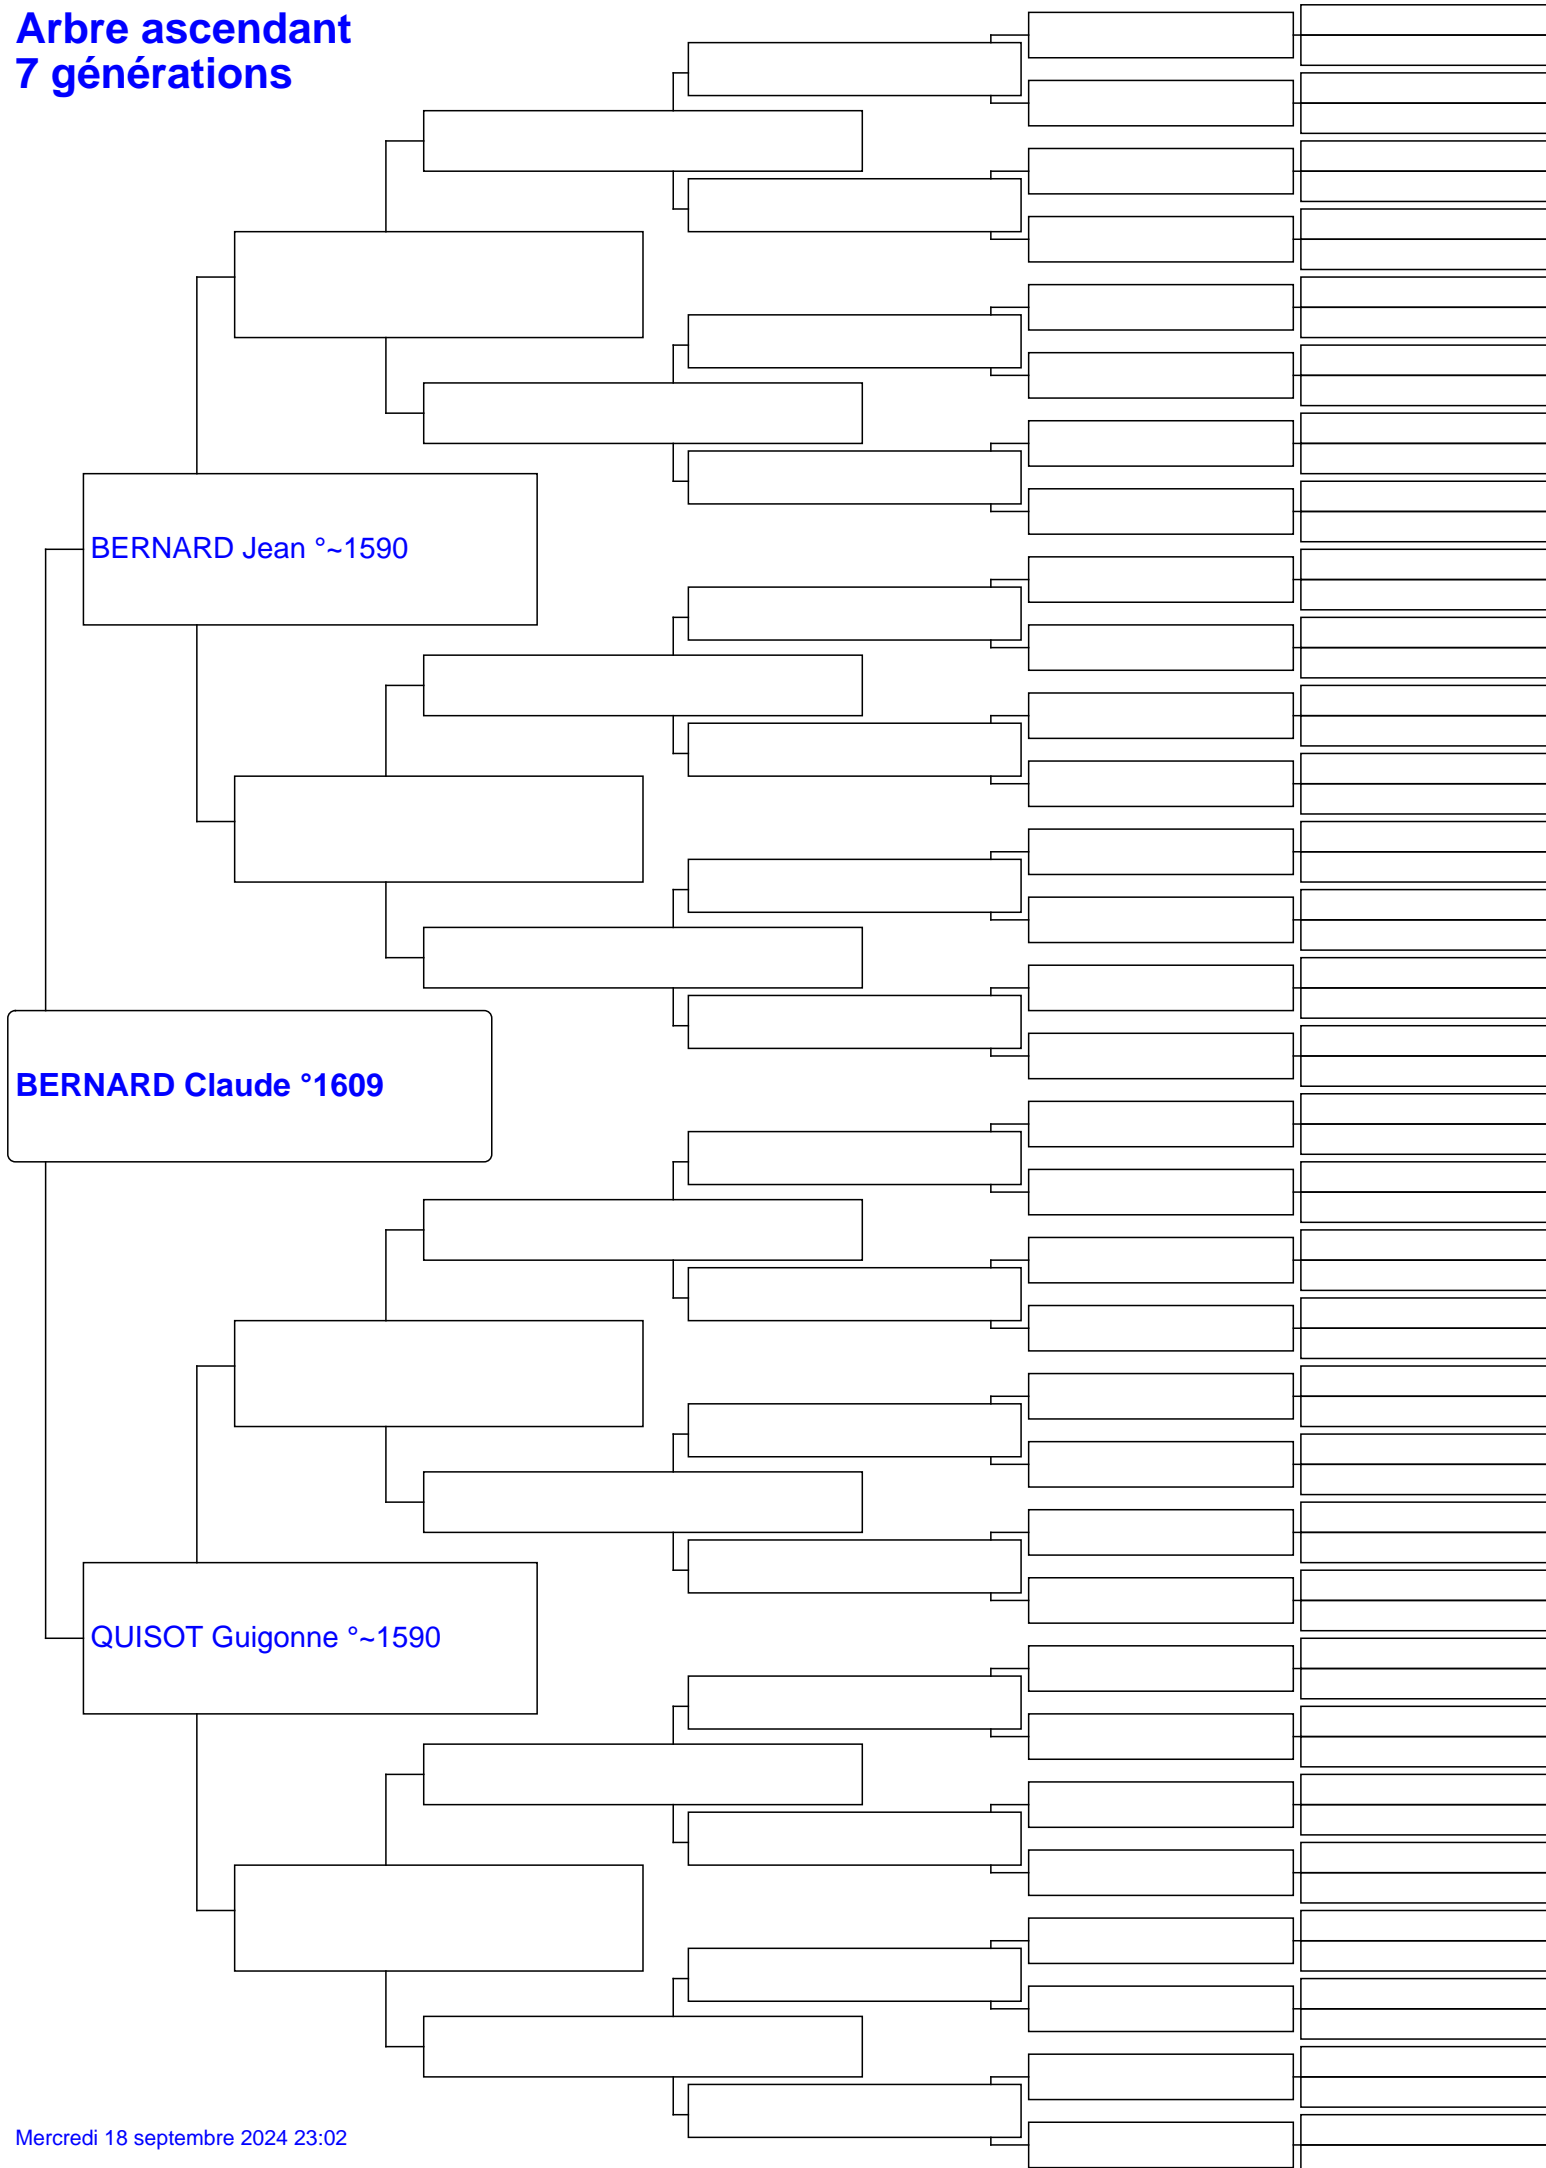 Arbre ascendant
7 générations
BERNARD Jean °~1590
BERNARD Claude °1609
QUISOT Guigonne °~1590
Mercredi 18 septembre 2024 23:02